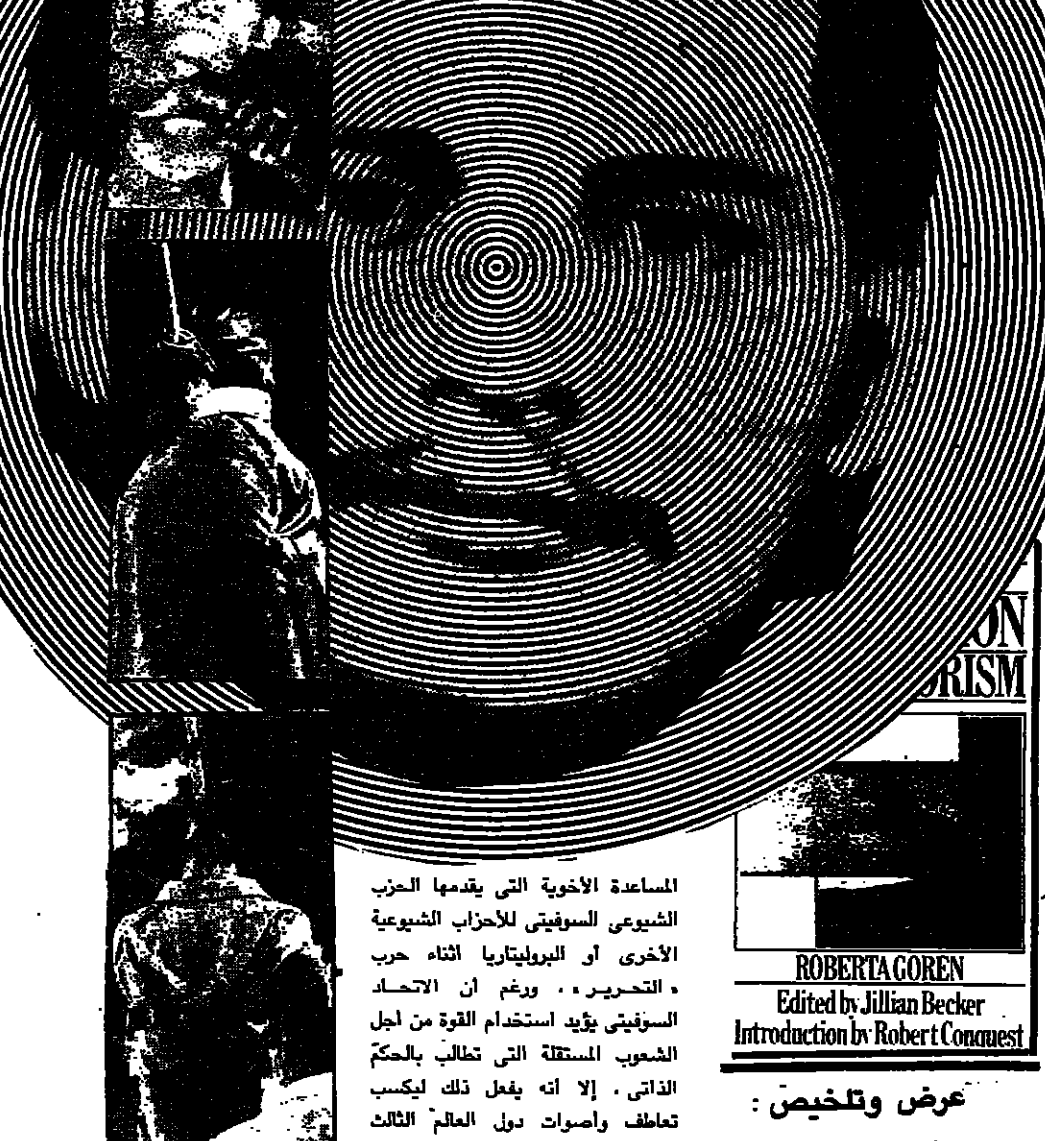 ON
ORISM
ROBERTA GOREN
Edited by Jillian Becker
Introduction by Robert Conquest
عرض وتلخيص :
المساعدة الأخوية التى يقدمها الحزب
الشيوعى السوفيتى للأحزاب الشيوعية
الأخرى أو البروليتاريا اثناء حرب
« التحرير » ، ورغم أن الاتحاد
السوفيتى يؤيد استخدام القوة من أجل
الشعوب المستقلة التى تطالب بالحكم
الذاتى ، إلا أنه يفعل ذلك ليكسب
تعاطف وأصوات دول العالم الثالث